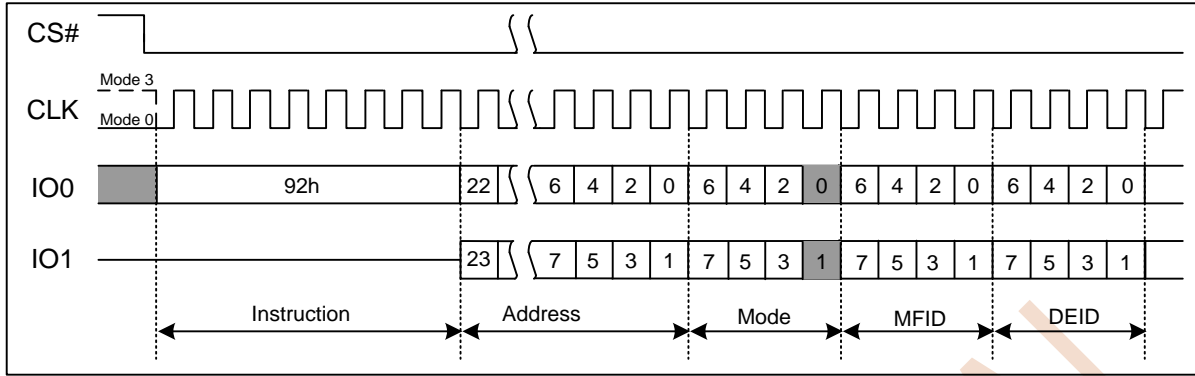 CS#
Mode 3
CLK
Mode 0
IO0 92h 22 6 4 2 0 6 4 2 0 6 4 2 0 6 4 2 0
IO1 23 7 5 3 1 7 5 3 1 7 5 3 1 7 5 3 1
Instruction Address Mode MFID DEID